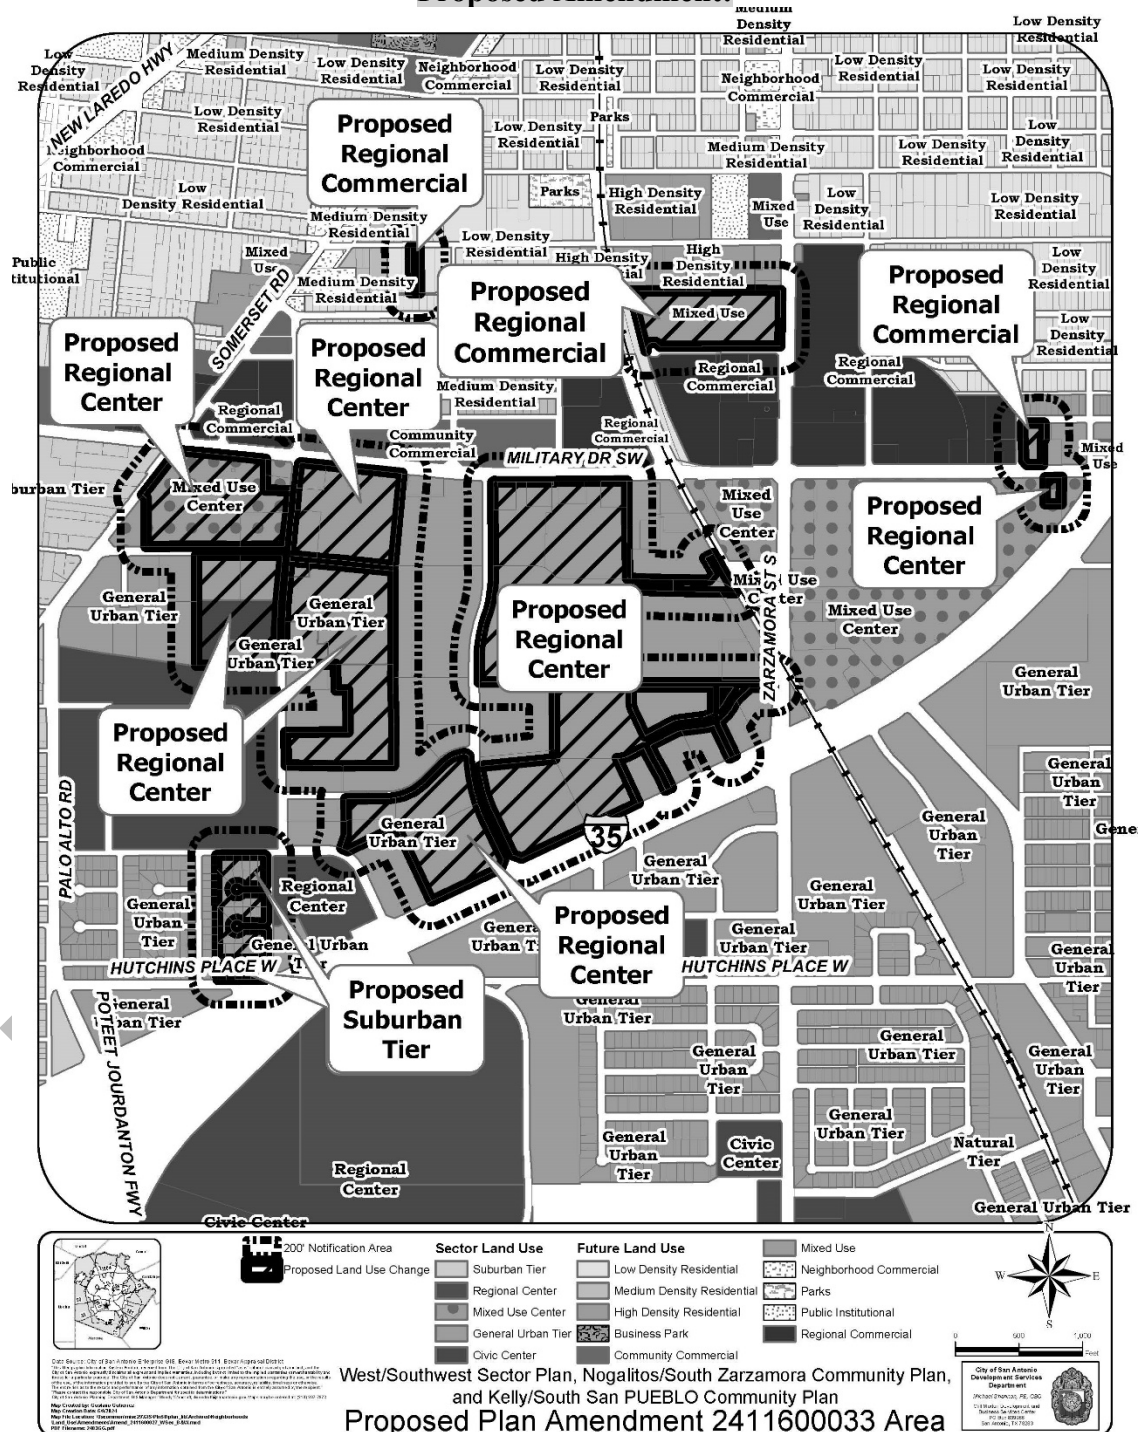 Proposed Amendment:
Medium
Density
Residential
Low Density
Residential
Low
Density
Residential
NEW LAREDO HWY
Medium Density
Residential
Low Density
Residential
Neighborhood
Commercial
Low Density
Residential
Neighborhood
Commercial
Low Density
Residential
Low Density
Residential
Low Density
Residential
Parks
Low Density
Residential
Medium Density
Residential
Low Density
Residential
Low
Density
Residential
Neighborhood
Commercial
Proposed
Regional
Commercial
Low
Density Residential
Parks
High Density
Residential
Mixed
Use
Low
Density
Residential
Low Density
Residential
Medium Density
Residential
Public
Mixed
Use
SOMERSET RD
Medium Density
Residential
Low Density
Residential
High Density
High
Density
Residential
Low
Density
Residential
Proposed
Regional
Commercial
Mixed Use
Proposed
Regional
Commercial
Low
Density
Residential
Proposed
Regional
Center
Proposed
Regional
Center
Medium Density
Residential
Regional
Commercial
Regional
Commercial
Regional
Commercial
Community
Commercial
Regional
Commercial
MILITARY DR SW
Mixed
Use
Mixed Use
Center
Mixed
Use
Center
Proposed
Regional
Center
General
Urban Tier
General
Urban Tier
General
Urban Tier
Proposed
Regional
Center
ZARZAMORA ST S
Mixed Use
Center
General
Urban Tier
Proposed
Regional
Center
PALO ALTO RD
General
Urban Tier
35
General
Urban
Tier
General
Urban
Tier
General
Urban
Tier
Regional
Center
General
Urban Tier
General
Urban Tier
Proposed
Regional
Center
General
Urban Tier
General
Urban
Tier
HUTCHINS PLACE W
HUTCHINS PLACE W
Proposed
Suburban
Tier
General
Urban Tier
POTEET JOURDANTON FWY
General
Urban
Tier
General
Urban Tier
General
Urban
Tier
General
Urban
Tier
Civic
Center
General
Urban Tier
Natural
Tier
General Urban Tier
Regional
Center
Civic Center
200' Notification Area
Proposed Land Use Change
Sector Land Use
Suburban Tier
Regional Center
Mixed Use Center
General Urban Tier
Civic Center
Future Land Use
Low Density Residential
Medium Density Residential
High Density Residential
Business Park
Community Commercial
Mixed Use
Neighborhood Commercial
Parks
Public Institutional
Regional Commercial
N
W E
S
0 500 1,000
Feet
West/Southwest Sector Plan, Nogalitos/South Zarzamora Community Plan,
and Kelly/South San PUEBLO Community Plan
Proposed Plan Amendment 2411600033 Area
City of San Antonio
Development Services
Department